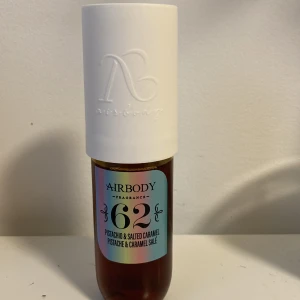 AIRBODY
FRAGRANCE
62
PISTACHIO & SALTED CARAMEL
PISTACHE & CARAMEL SALÉ